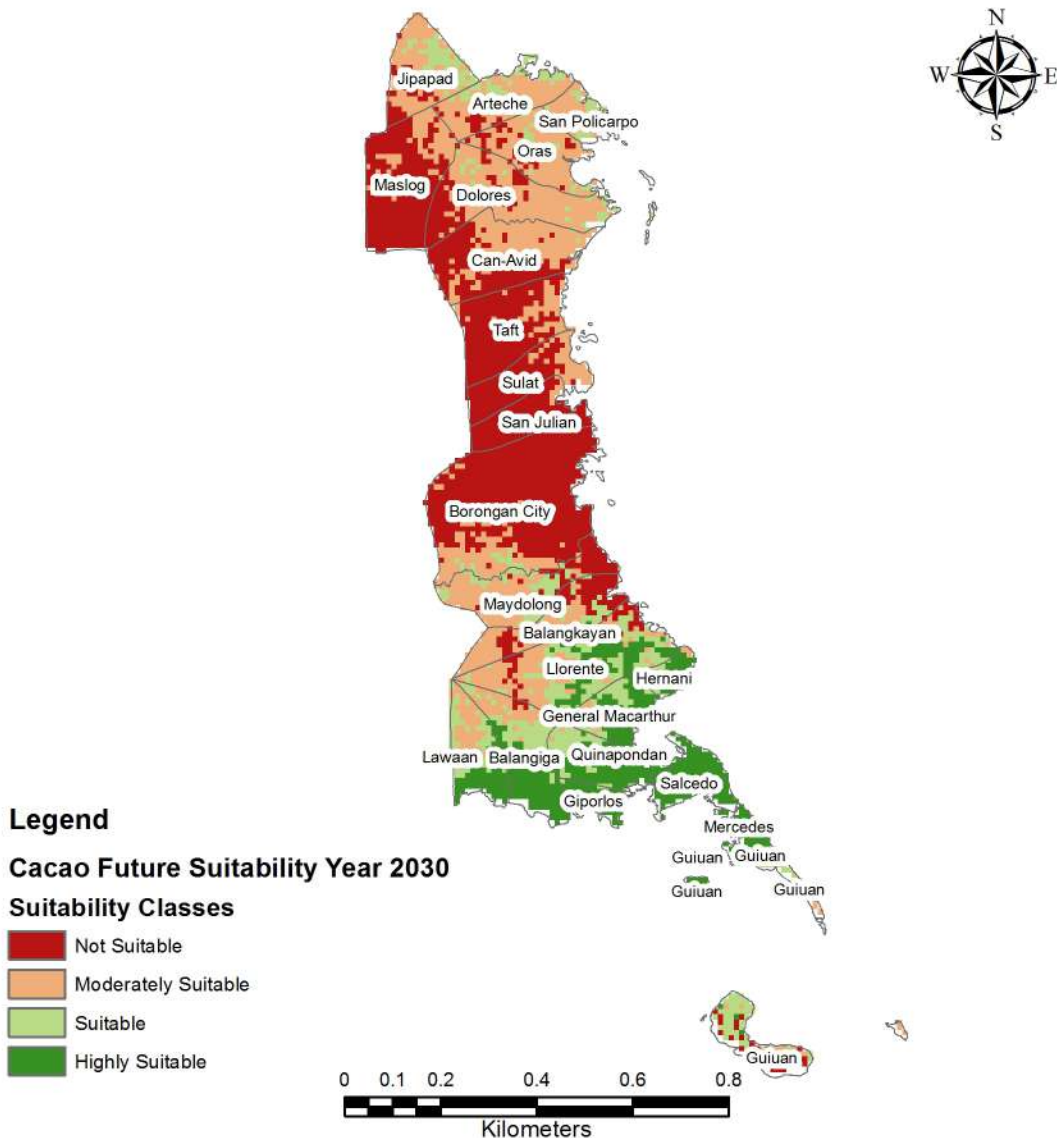 N
W E
S
Jipapad
Arteche
San Policarpo
Oras
Maslog
Dolores
Can-Avid
Taft
Sulat
San Julian
Borongan City
Maydolong
Balangkayan
Llorente
Hernani
General Macarthur
Lawaan
Balangiga
Quinapondan
Salcedo
Giporlos
Mercedes
Guiuan
Guiuan
Guiuan
Guiuan
Legend
Cacao Future Suitability Year 2030
Suitability Classes
Not Suitable
Moderately Suitable
Suitable
Highly Suitable
Guiuan
0 0.1 0.2 0.4 0.6 0.8
Kilometers